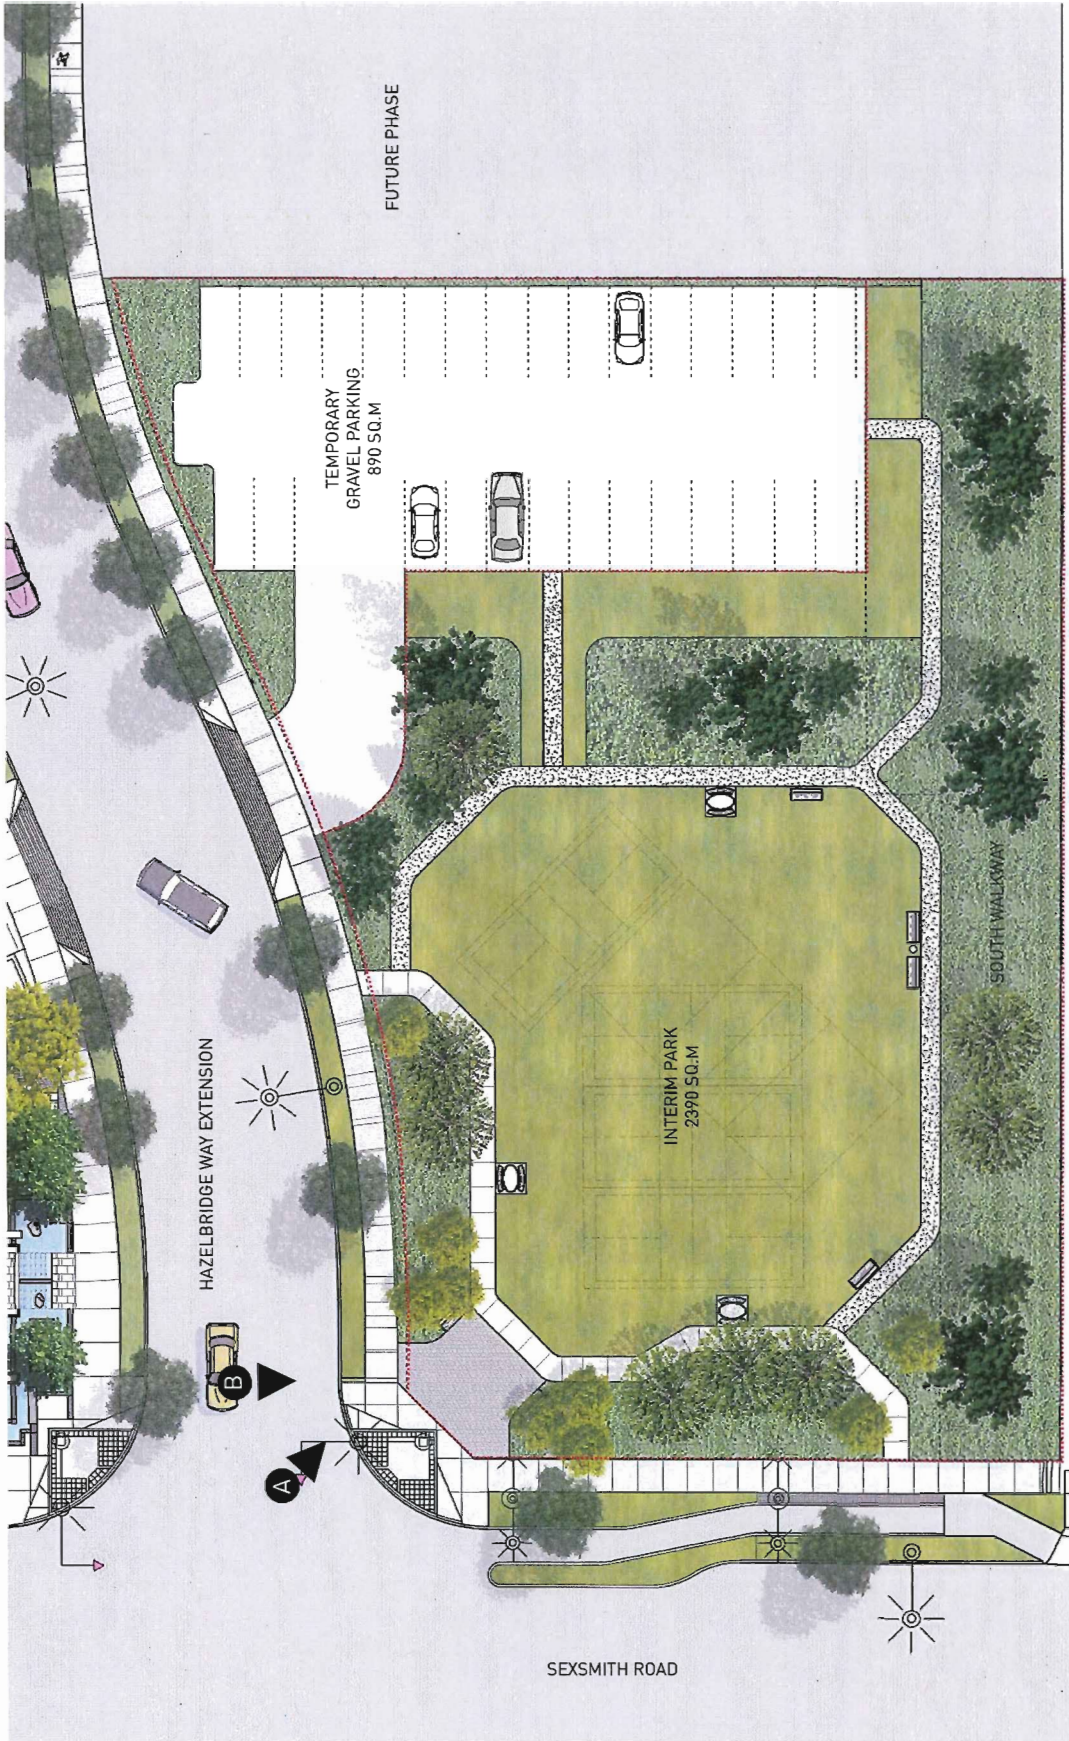 FUTURE PHASE
TEMPORARY
GRAVEL PARKING
890 SQ.M
HAZELBRIDGE WAY EXTENSION
INTERIM PARK
2390 SQ.M
SOUTH WALKWAY
B
A
SEXSMITH ROAD